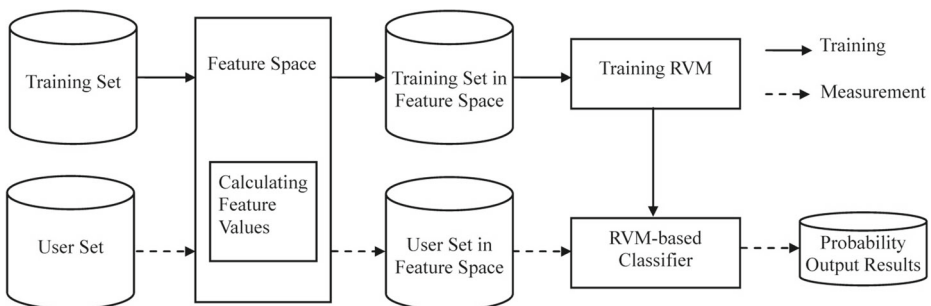 Training Set
Feature Space
Training Set in
Feature Space
Training RVM
Training
Measurement
Calculating
Feature
Values
User Set
User Set in
Feature Space
RVM-based
Classifier
Probability
Output Results